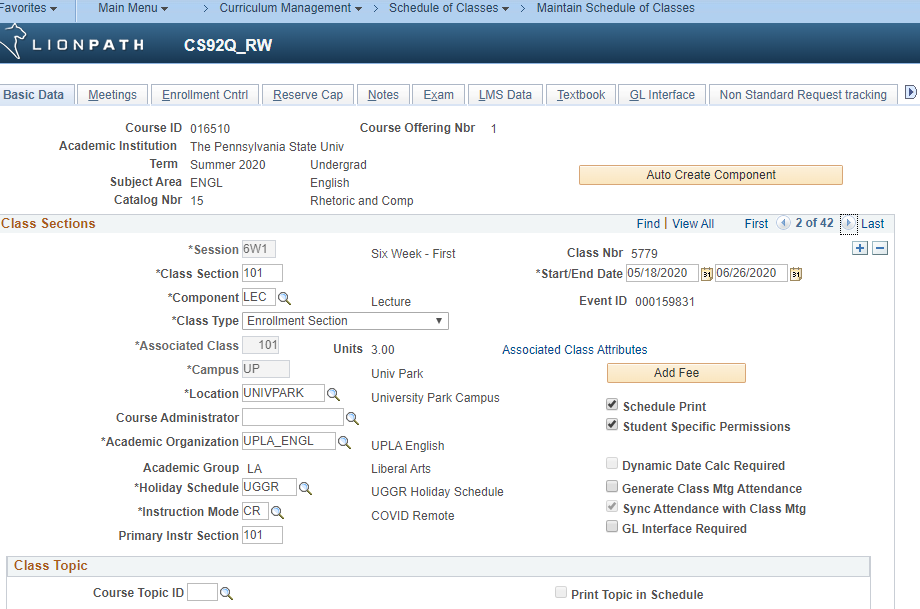 Favorites Main Menu > Curriculum Management > Schedule of Classes > Maintain Schedule of Classes
LIONPATH CS92Q_RW
Basic Data Meetings Enrollment Cntrl Reserve Cap Notes Exam LMS Data Textbook GL Interface Non Standard Request tracking
Course ID 016510 Course Offering Nbr 1
Academic Institution The Pennsylvania State Univ
Term Summer 2020 Undergrad
Auto Create Component
Subject Area ENGL English
Catalog Nbr 15 Rhetoric and Comp
Class Sections Find | View All First 2 of 42 Last
*Session 6W1 Six Week - First Class Nbr 5779
*Class Section 101 *Start/End Date 05/18/2020 31 06/26/2020 31
*Component LEC Lecture Event ID 000159831
*Class Type Enrollment Section
*Associated Class 101 Units 3.00 Associated Class Attributes
*Campus UP Univ Park Add Fee
*Location UNIVPARK University Park Campus
Schedule Print
Course Administrator
Student Specific Permissions
*Academic Organization UPLA_ENGL UPLA English
Academic Group LA Liberal Arts Dynamic Date Calc Required
*Holiday Schedule UGGR UGGR Holiday Schedule Generate Class Mtg Attendance
*Instruction Mode CR COVID Remote Sync Attendance with Class Mtg
Primary Instr Section 101 GL Interface Required
Class Topic
Course Topic ID Print Topic in Schedule